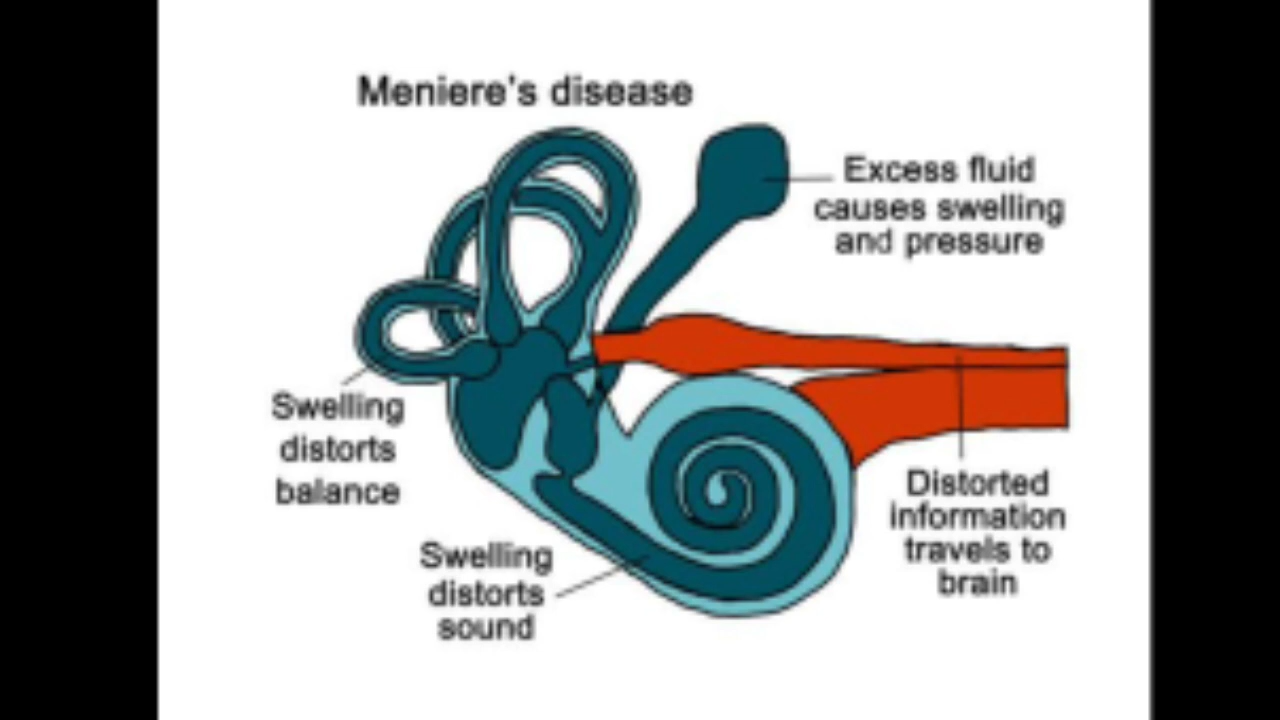 Meniere's disease
Excess fluid
causes swelling
and pressure
Swelling
distorts
balance
Swelling
distorts
sound
Distorted
information
travels to
brain